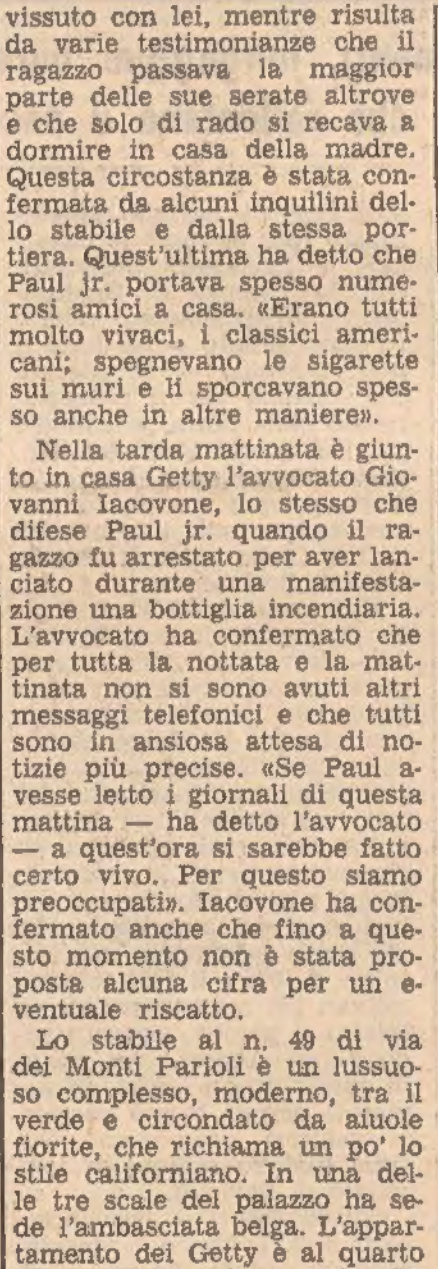 vissuto con lei, mentre risulta
da varie testimonianze che il
ragazzo passava la maggior
parte delle sue serate altrove
e che solo di rado si recava a
dormire in casa della madre.
Questa circostanza è stata con-
fermata da alcuni inquilini del-
lo stabile e dalla stessa por-
tiera. Quest'ultima ha detto che
Paul jr. portava spesso nume-
rosi amici a casa. «Erano tutti
molto vivaci, i classici ameri-
cani; spegnevano le sigarette
sui muri e li sporcavano spes-
so anche in altre maniere».
Nella tarda mattinata è giun-
to in casa Getty l'avvocato Gio-
vanni Iacovone, lo stesso che
difese Paul jr. quando il ra-
gazzo fu arrestato per aver lan-
ciato durante una manifesta-
zione una bottiglia incendiaria.
L'avvocato ha confermato che
per tutta la nottata e la mat-
tinata non si sono avuti altri
messaggi telefonici e che tutti
sono in ansiosa attesa di no-
tizie più precise. «Se Paul a-
vesse letto i giornali di questa
mattina — ha detto l'avvocato
— a quest'ora si sarebbe fatto
certo vivo. Per questo siamo
preoccupati». Iacovone ha con-
fermato anche che fino a que-
sto momento non è stata pro-
posta alcuna cifra per un e-
ventuale riscatto.
Lo stabile al n. 49 di via
dei Monti Parioli è un lussuo-
so complesso, moderno, tra il
verde e circondato da aiuole
fiorite, che richiama un po' lo
stile californiano. In una del-
le tre scale del palazzo ha se-
de l'ambasciata belga. L'appar-
tamento dei Getty è al quarto